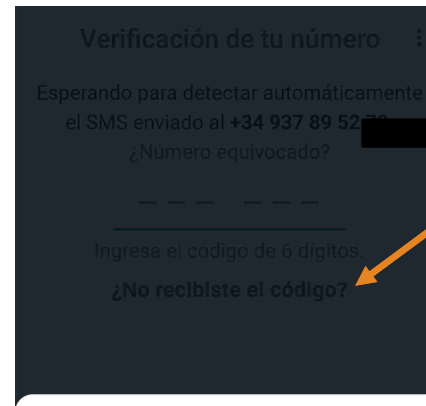 Verificación de tu número
Esperando para detectar automáticamente
el SMS enviado al +34 937 89 52
¿Número equivocado?
Ingresa el código de 6 dígitos.
¿No recibiste el código?